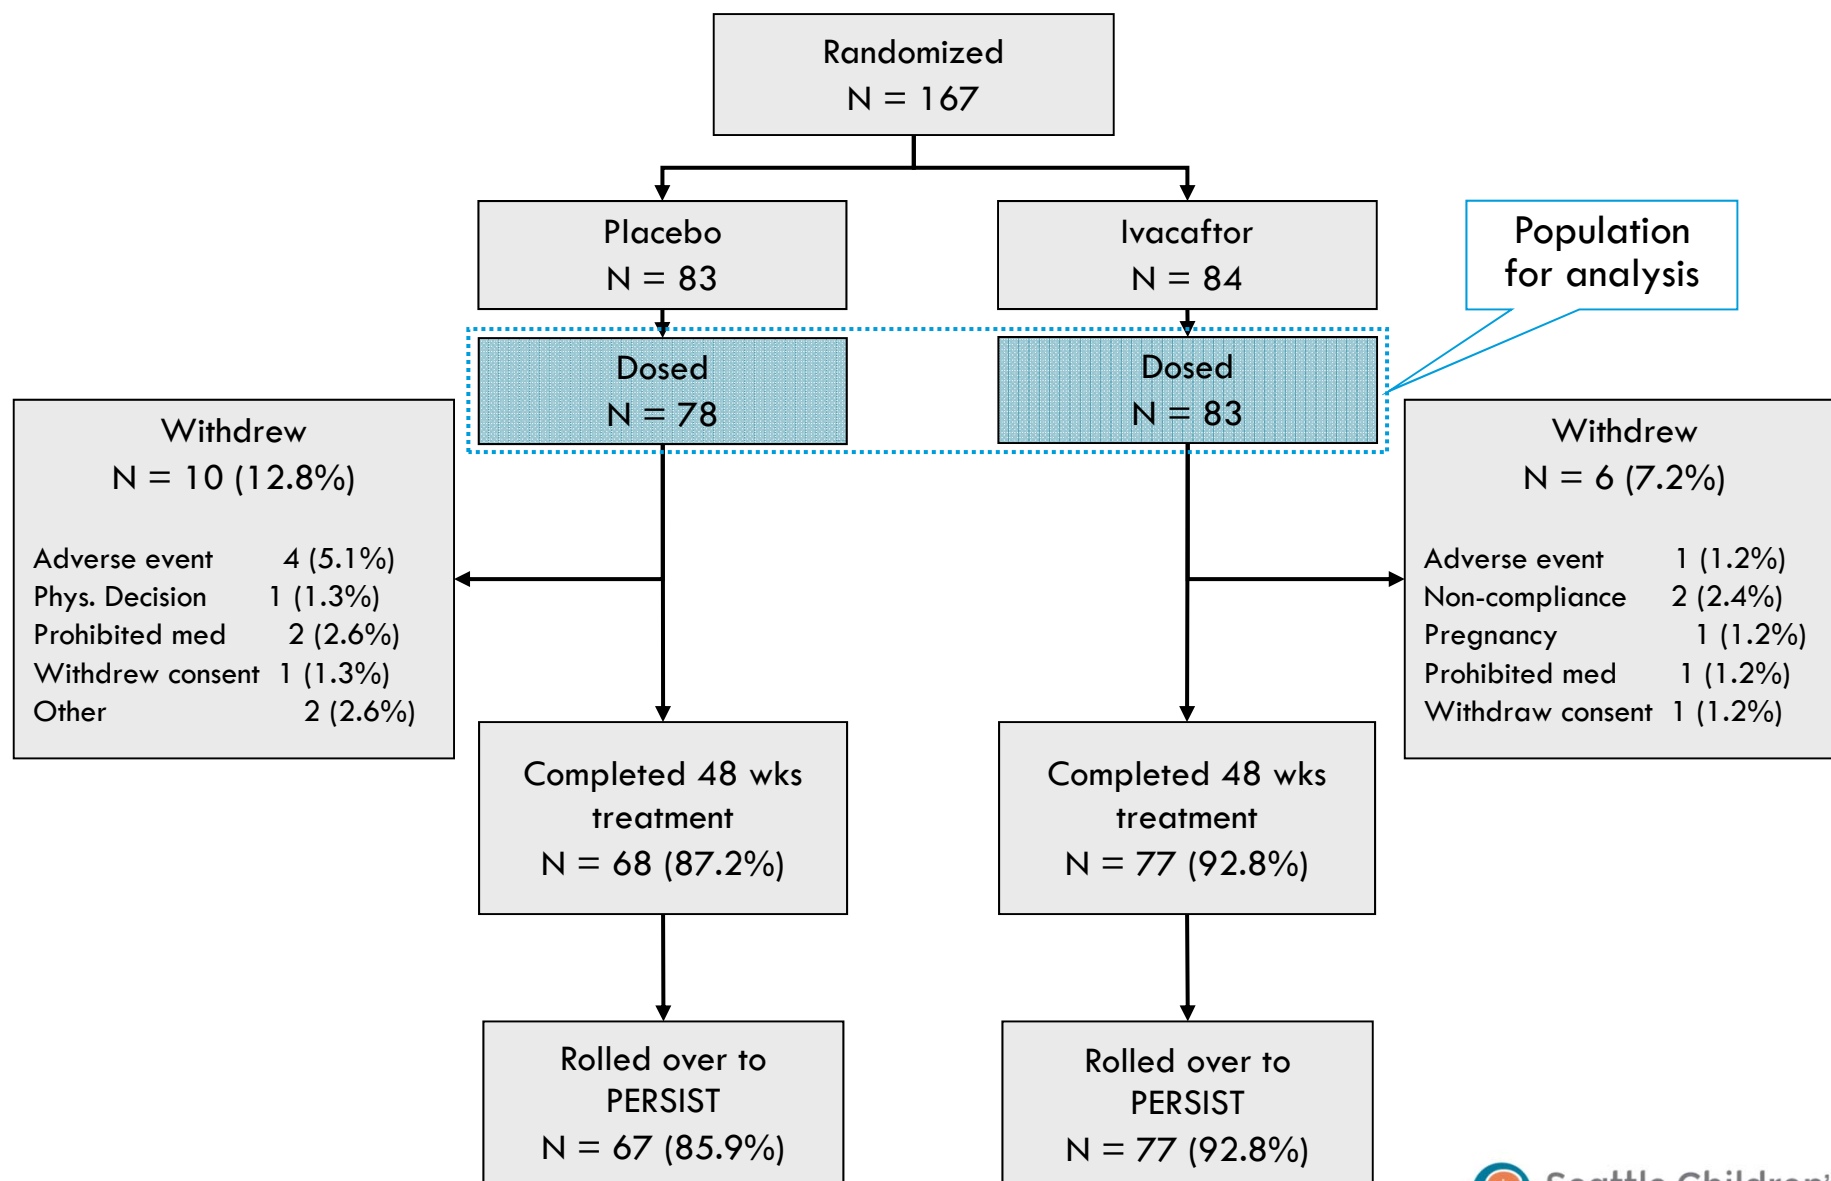 Randomized
N = 167
Placebo
N = 83
Ivacaftor
N = 84
Population
for analysis
Dosed
N = 78
Dosed
N = 83
Withdrew
N = 10 (12.8%)
Adverse event 4 (5.1%)
Phys. Decision 1 (1.3%)
Prohibited med 2 (2.6%)
Withdrew consent 1 (1.3%)
Other 2 (2.6%)
Withdrew
N = 6 (7.2%)
Adverse event 1 (1.2%)
Non-compliance 2 (2.4%)
Pregnancy 1 (1.2%)
Prohibited med 1 (1.2%)
Withdraw consent 1 (1.2%)
Completed 48 wks
treatment
N = 68 (87.2%)
Completed 48 wks
treatment
N = 77 (92.8%)
Rolled over to
PERSIST
N = 67 (85.9%)
Rolled over to
PERSIST
N = 77 (92.8%)
Seattle Children'